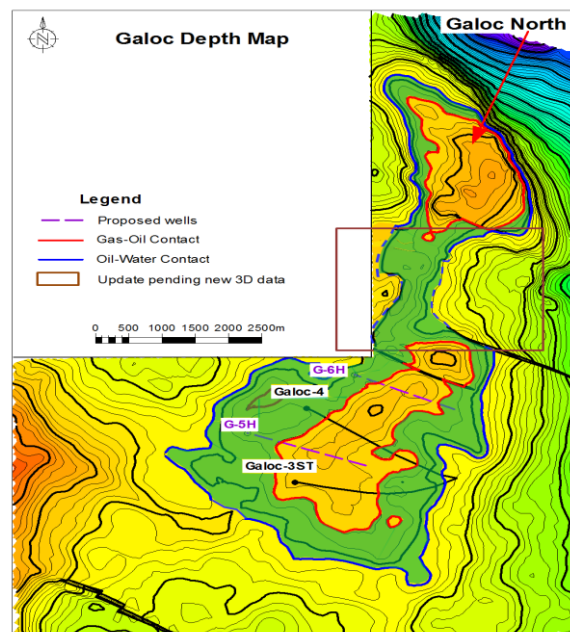 Galoc North
N
Galoc Depth Map
Legend
Proposed wells
Gas-Oil Contact
Oil-Water Contact
Update pending new 3D data
0 500 1000 1500 2000 2500m
G-6H
Galoc-4
G-5H
Galoc-3ST